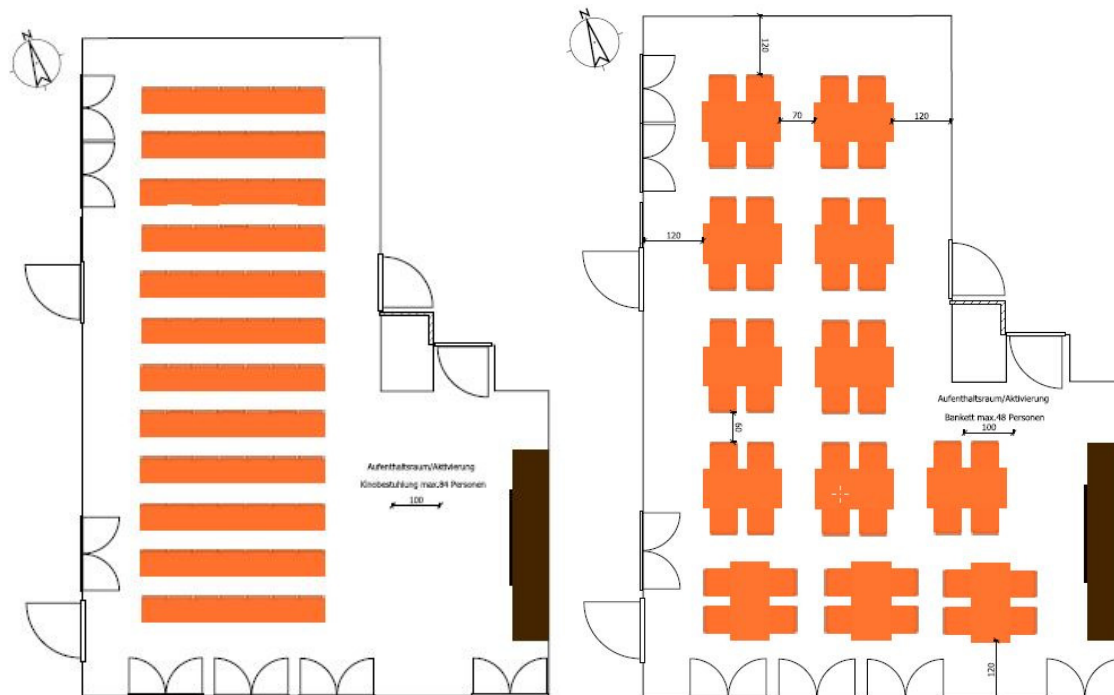 N
Aufenthaltsraum/Aktivierung
Kinobestuhlung max.84 Personen
100
N
120
70
120
120
60
Aufenthaltsraum/Aktivierung
Bankett max.48 Personen
100
120